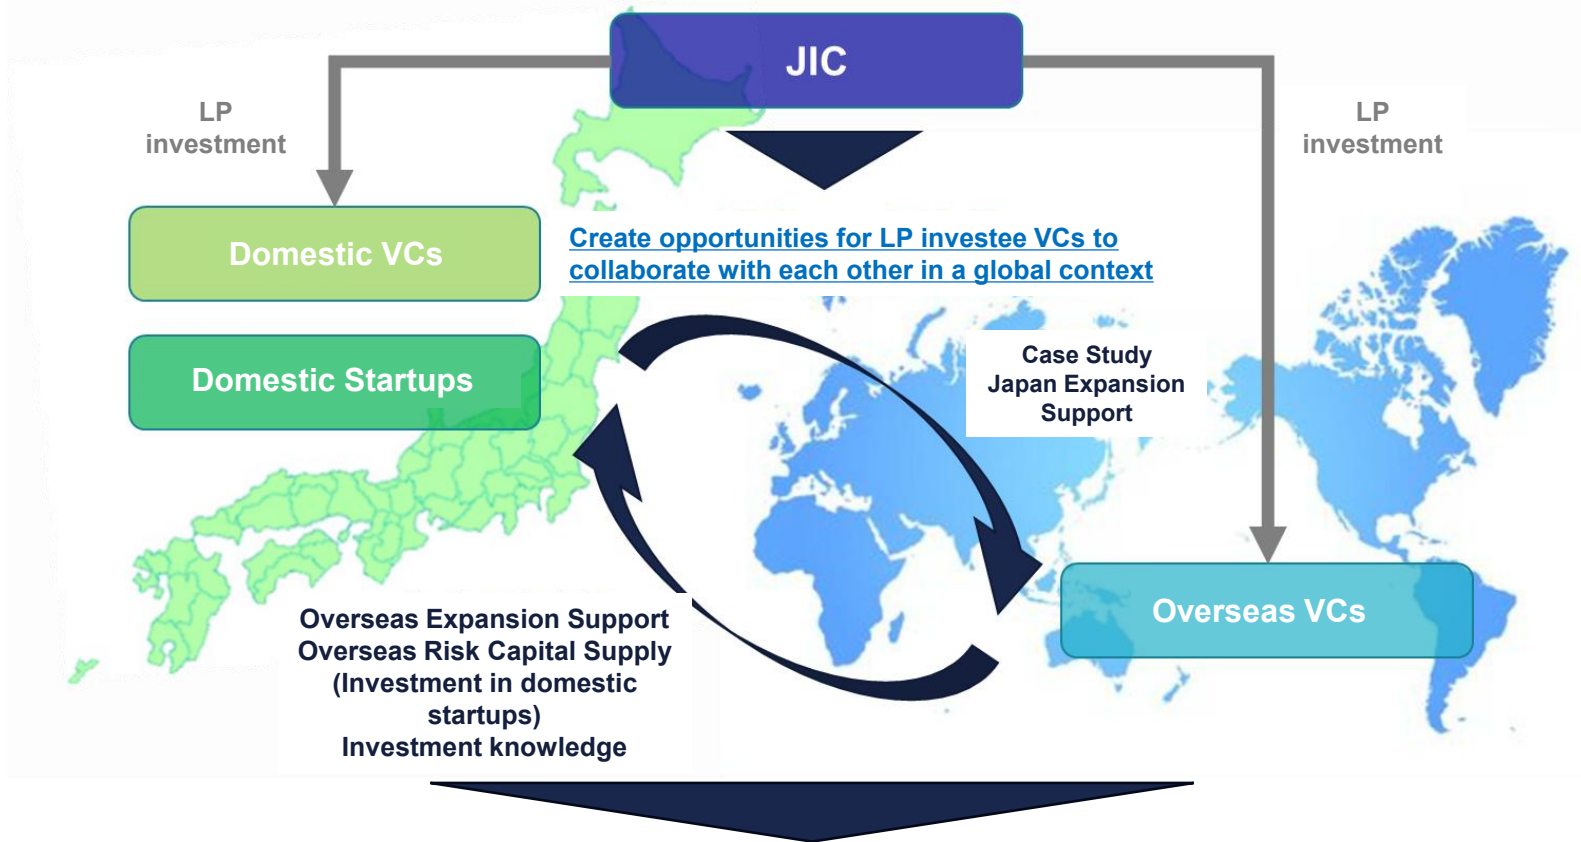 JIC
LP
investment
LP
investment
Domestic VCs
Create opportunities for LP investee VCs to
collaborate with each other in a global context
Domestic Startups
Case Study
Japan Expansion
Support
Overseas VCs
Overseas Expansion Support
Overseas Risk Capital Supply
(Investment in domestic
startups)
Investment knowledge